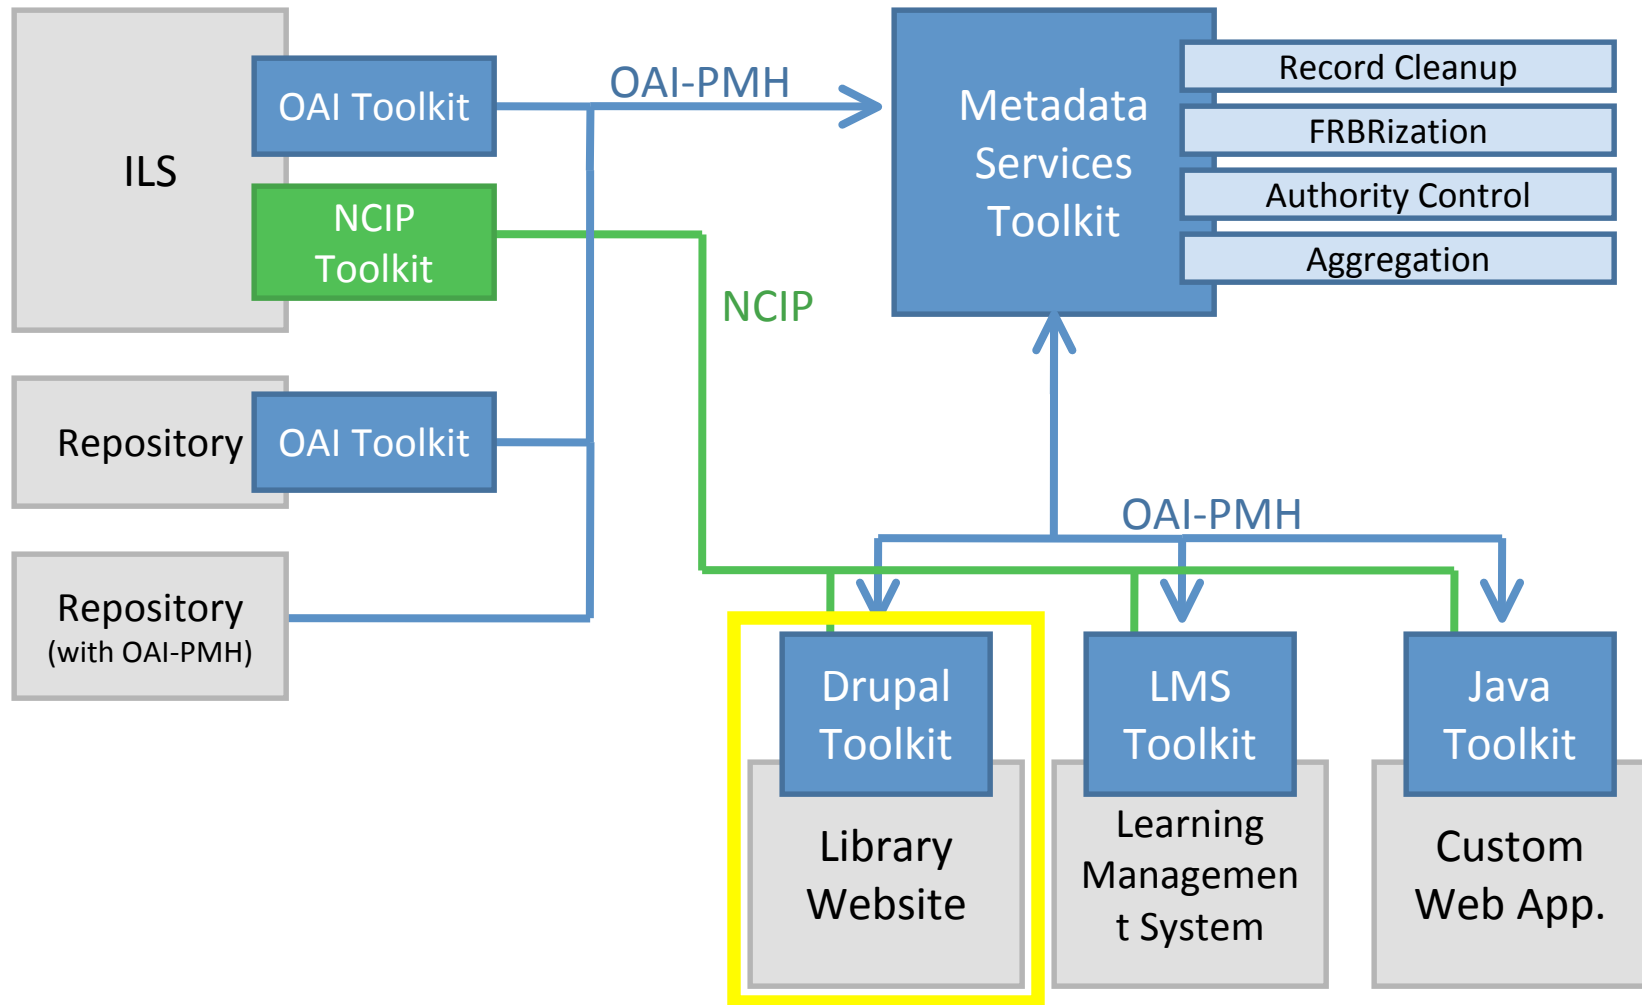 ILS
OAI Toolkit
NCIP
Toolkit
OAI-PMH
NCIP
Metadata
Services
Toolkit
Record Cleanup
FRBRization
Authority Control
Aggregation
Repository
OAI Toolkit
Repository
(with OAI-PMH)
OAI-PMH
Drupal
Toolkit
Library
Website
LMS
Toolkit
Learning
Managemen
t System
Java
Toolkit
Custom
Web App.